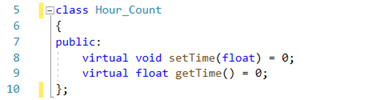 5 class Hour_Count
6 {
7 public:
8 virtual void setTime(float) = 0;
9 virtual float getTime() = 0;
10 };